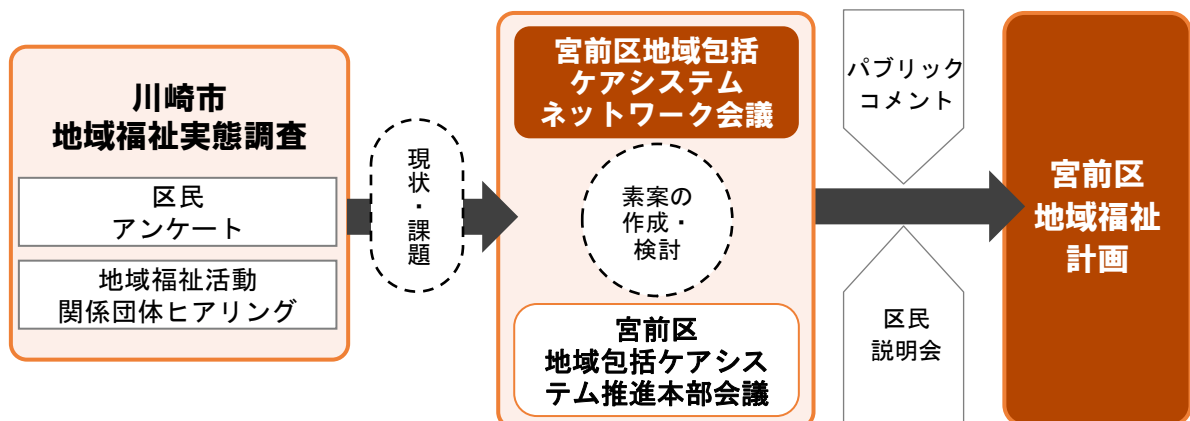 川崎市
地域福祉実態調査
区民
アンケート
地域福祉活動
関係団体ヒアリング
現状・課題
宮前区地域包括
ケアシステム
ネットワーク会議
素案の
作成・
検討
宮前区
地域包括ケアシス
テム推進本部会議
パブリック
コメント
区民
説明会
宮前区
地域福祉
計画